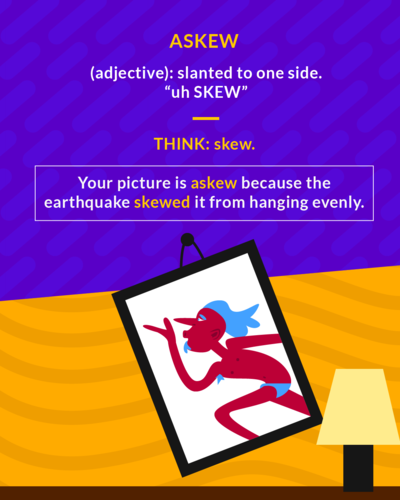 ASKEW
(adjective): slanted to one side.
“uh SKEW”
THINK: skew.
Your picture is askew because the
earthquake skewed it from hanging evenly.